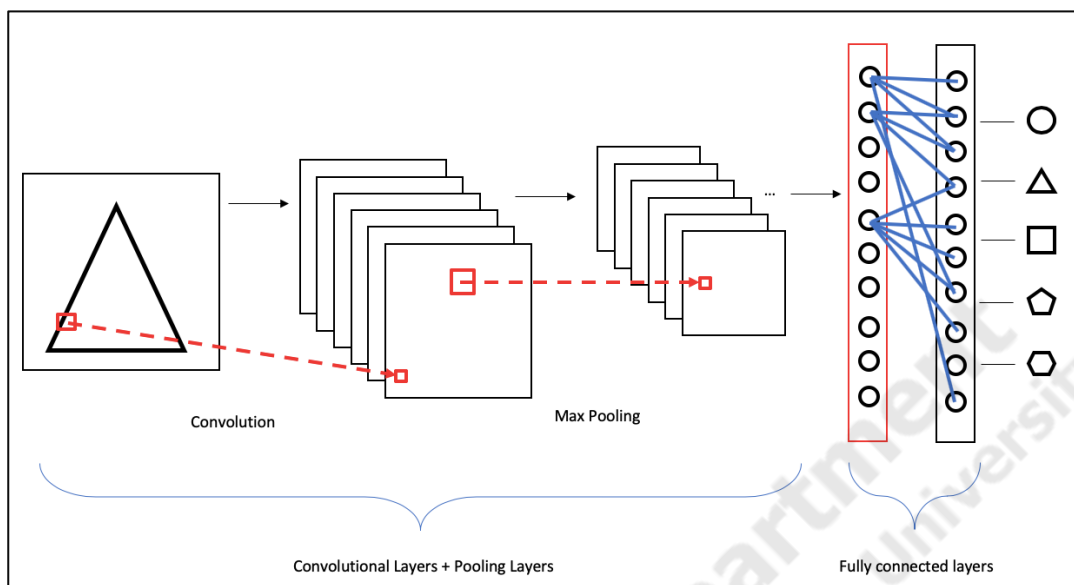 ...
Convolution
Max Pooling
Convolutional Layers + Pooling Layers
Fully connected layers